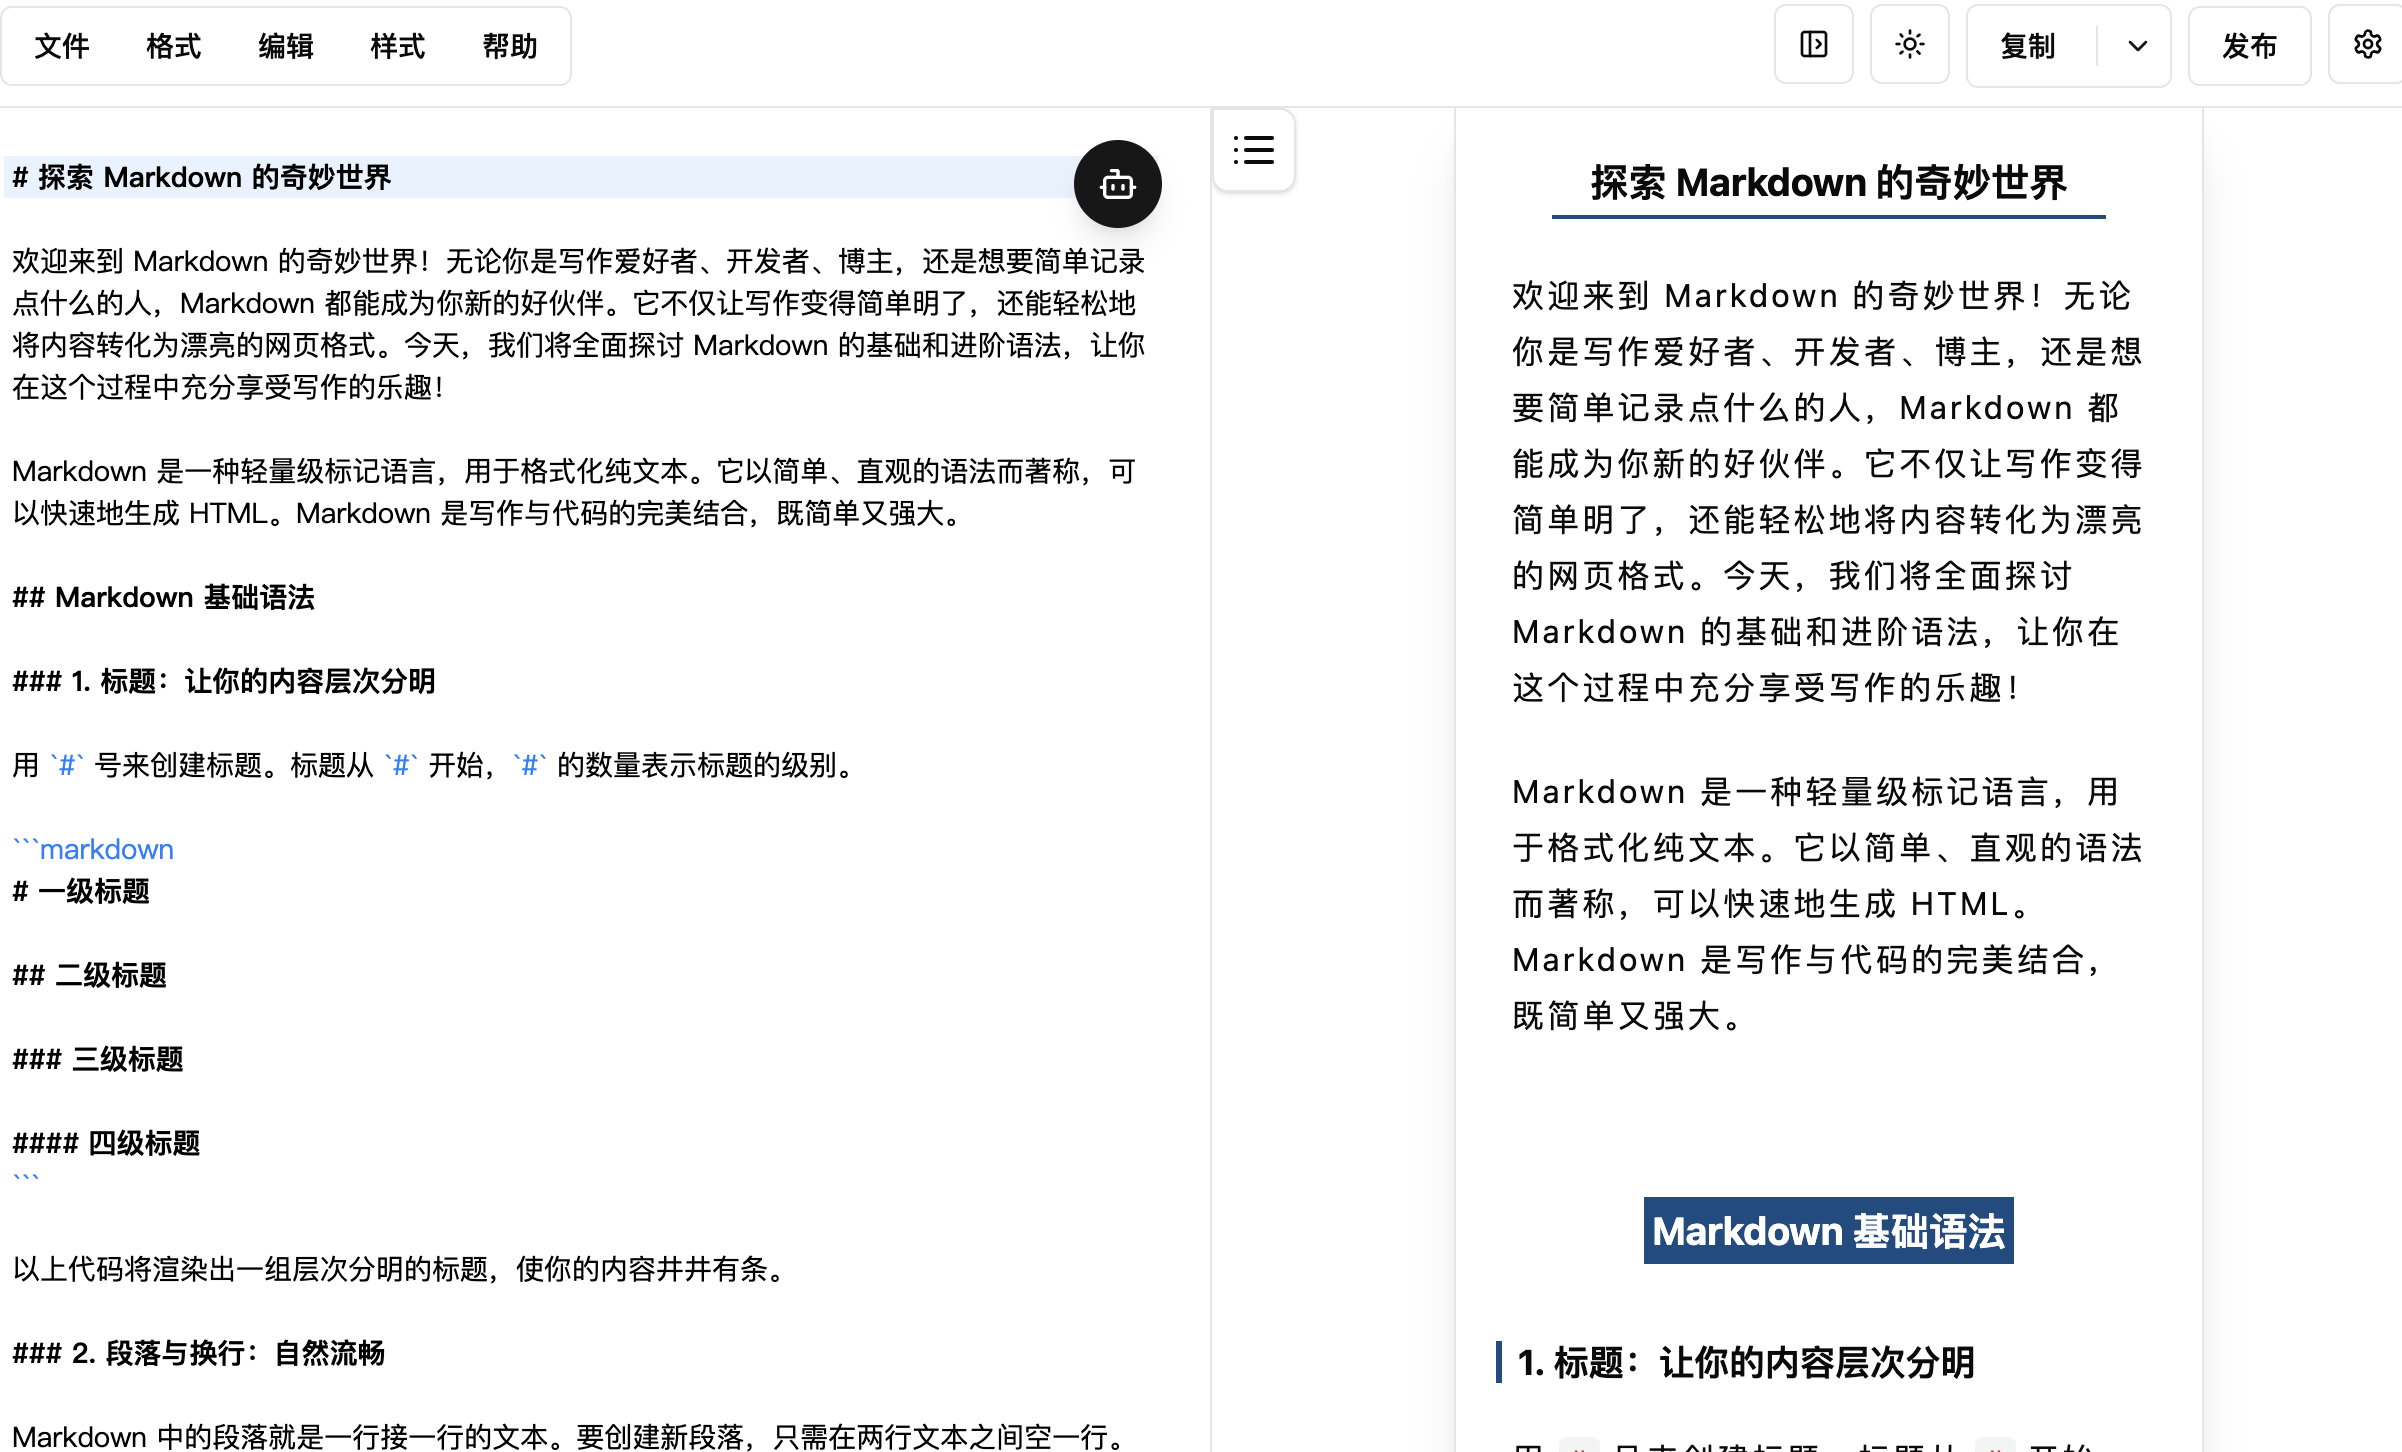 文件 格式 编辑 样式 帮助 复制 发布
# 探索 Markdown 的奇妙世界
欢迎来到 Markdown 的奇妙世界！无论你是写作爱好者、开发者、博主，还是想要简单记录
点什么的人，Markdown 都能成为你新的好伙伴。它不仅让写作变得简单明了，还能轻松地
将内容转化为漂亮的网页格式。今天，我们将全面探讨 Markdown 的基础和进阶语法，让你
在这个过程中充分享受写作的乐趣！
Markdown 是一种轻量级标记语言，用于格式化纯文本。它以简单、直观的语法而著称，可
以快速地生成 HTML。Markdown 是写作与代码的完美结合，既简单又强大。
## Markdown 基础语法
### 1. 标题：让你的内容层次分明
用 `#` 号来创建标题。标题从 `#` 开始，`#` 的数量表示标题的级别。
```markdown
# 一级标题
## 二级标题
### 三级标题
#### 四级标题
```
以上代码将渲染出一组层次分明的标题，使你的内容井井有条。
### 2. 段落与换行：自然流畅
Markdown 中的段落就是一行接一行的文本。要创建新段落，只需在两行文本之间空一行。
探索 Markdown 的奇妙世界
欢迎来到 Markdown 的奇妙世界！无论
你是写作爱好者、开发者、博主，还是想
要简单记录点什么的人，Markdown 都
能成为你新的好伙伴。它不仅让写作变得
简单明了，还能轻松地将内容转化为漂亮
的网页格式。今天，我们将全面探讨
Markdown 的基础和进阶语法，让你在
这个过程中充分享受写作的乐趣！
Markdown 是一种轻量级标记语言，用
于格式化纯文本。它以简单、直观的语法
而著称，可以快速地生成 HTML。
Markdown 是写作与代码的完美结合，
既简单又强大。
Markdown 基础语法
1. 标题：让你的内容层次分明